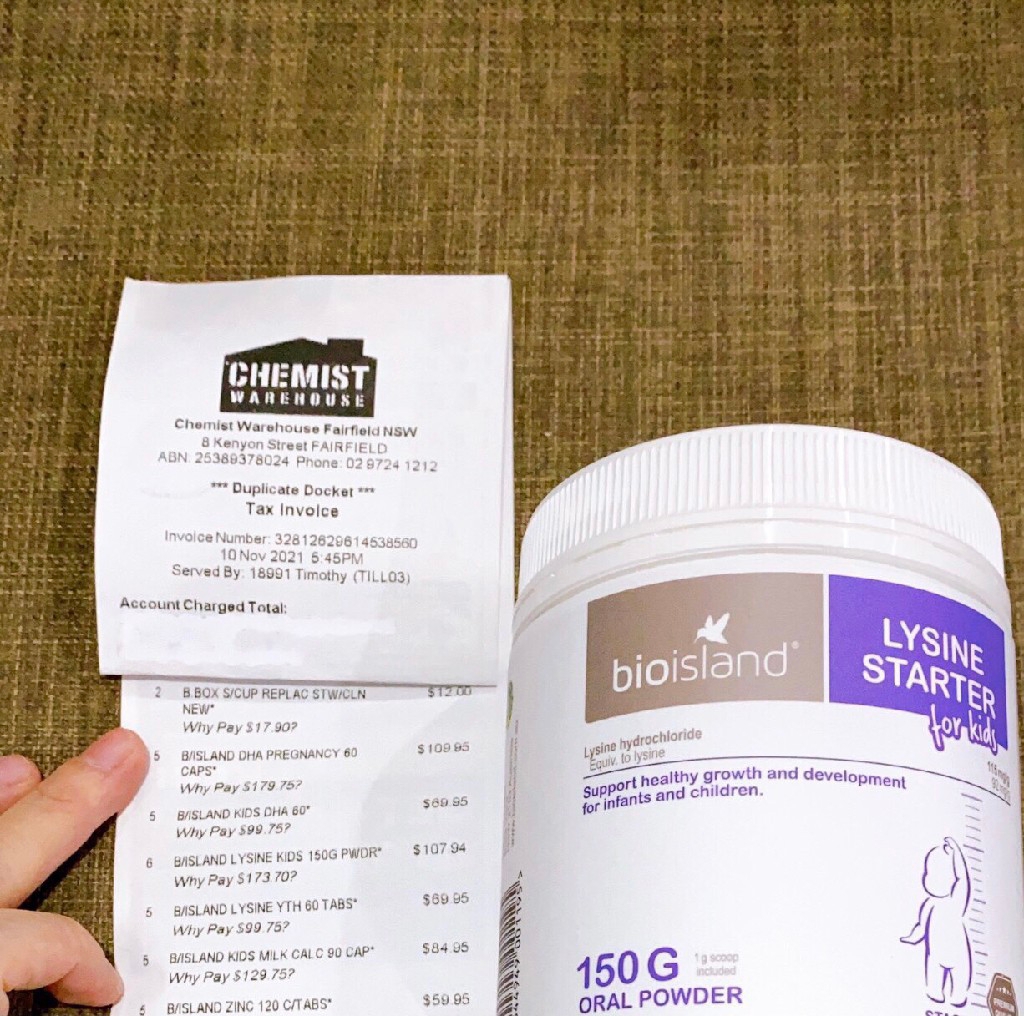 CHEMIST
WAREHOUSE
Chemist Warehouse Fairfield NSW
8 Kenyon Street FAIRFIELD
ABN: 25389378024 Phone: 02 9724 1212
*** Duplicate Docket ***
Tax Invoice
Invoice Number: 32812629614538560
10 Nov 2021 5:45PM
Served By: 18991 Timothy (TILL03)
Account Charged Total:
2 B.BOX S/CUP REPLAC STW/CLN $12.00
NEW*
Why Pay $17.90?
5 B/ISLAND DHA PREGNANCY 60 $109.95
CAPS*
Why Pay $179.75?
5 B/ISLAND KIDS DHA 60* $69.95
Why Pay $99.75?
6 B/ISLAND LYSINE KIDS 150G PWDR* $107.94
Why Pay $173.70?
5 B/ISLAND LYSINE YTH 60 TABS* $69.95
Why Pay $99.75?
5 B/ISLAND KIDS MILK CALC 90 CAP* $84.95
Why Pay $129.75?
5 B/ISLAND ZINC 120 C/TABS* $59.95
bioisland®
LYSINE
STARTER
for kids
Lysine hydrochloride
Equiv. to lysine
Support healthy growth and development
for infants and children.
150 G
1 g scoop
included
ORAL POWDER